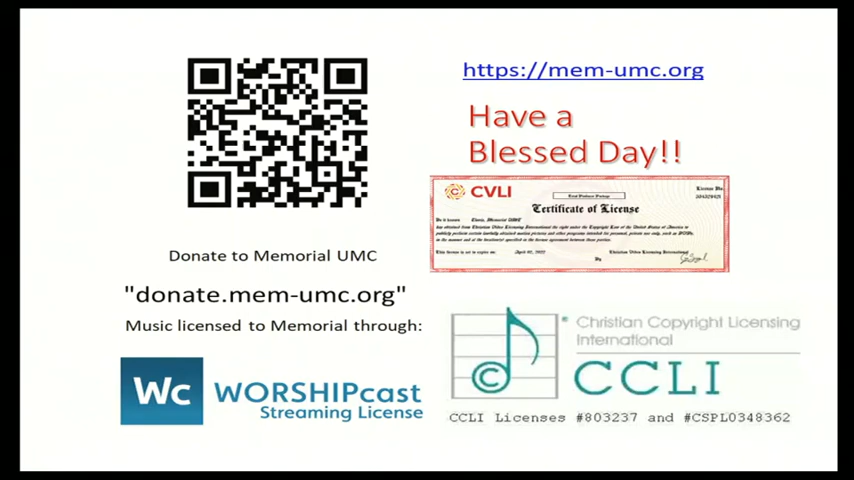 https://mem-umc.org
Have a
Blessed Day!!
CVLI
Certificate of License
Donate to Memorial UMC
"donate.mem-umc.org"
Music licensed to Memorial through:
Wc WORSHIPcast
Streaming License
Christian Copyright Licensing
International
CCLI
CCLI Licenses #803237 and #CSPL0348362